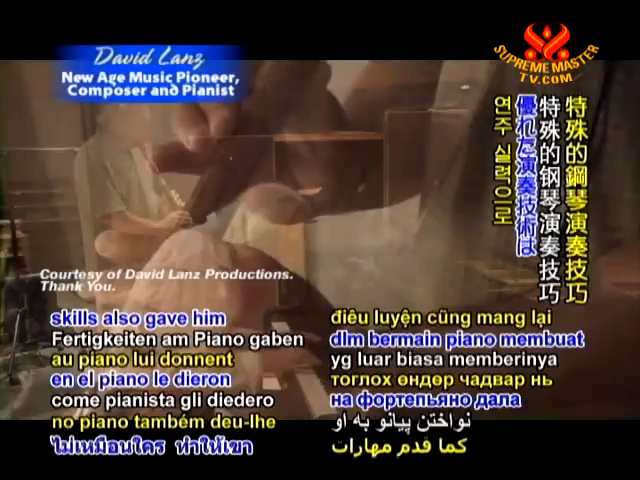 David Lanz
New Age Music Pioneer,
Composer and Pianist
SUPREME MASTER
TV.COM
特殊的鋼琴演奏技巧
特殊的钢琴演奏技巧
優れた演奏技術は
연주 실력으로
Courtesy of David Lanz Productions.
Thank You.
skills also gave him
Fertigkeiten am Piano gaben
au piano lui donnent
en el piano le dieron
come pianista gli diedero
no piano também deu-lhe
ไม่เหมือนใคร ทำให้เขา
điêu luyện cũng mang lại
dlm bermain piano membuat
yg luar biasa memberinya
тоглох өндөр чадвар нь
на фортепьяно дала
نواختن پیانو به او
كما قدم مهارات